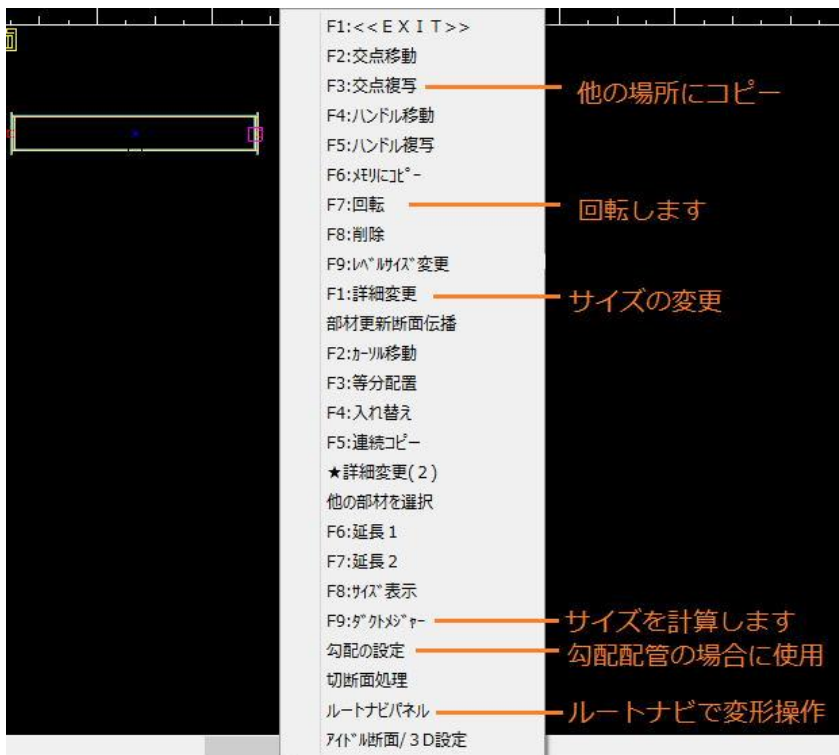 F1:<<ＥＸＩＴ>>
F2:交点移動
F3:交点複写 他の場所にコピー
F4:ﾊﾝﾄﾞﾙ移動
F5:ﾊﾝﾄﾞﾙ複写
F6:ﾒﾓﾘにｺﾋﾟｰ
F7:回転 回転します
F8:削除
F9:ﾚﾍﾞﾙｻｲｽﾞ変更
F1:詳細変更 サイズの変更
部材更新断面伝播
F2:ｶｰｿﾙ移動
F3:等分配置
F4:入れ替え
F5:連続ｺﾋﾟｰ
★詳細変更(２)
他の部材を選択
F6:延長１
F7:延長２
F8:ｻｲｽﾞ表示
F9:ﾀﾞｸﾄﾒｼﾞｬｰ サイズを計算します
勾配の設定 勾配配管の場合に使用
切断面処理
ルートナビパネル ルートナビで変形操作
ｱｲﾄﾞﾙ断面/３Ｄ設定